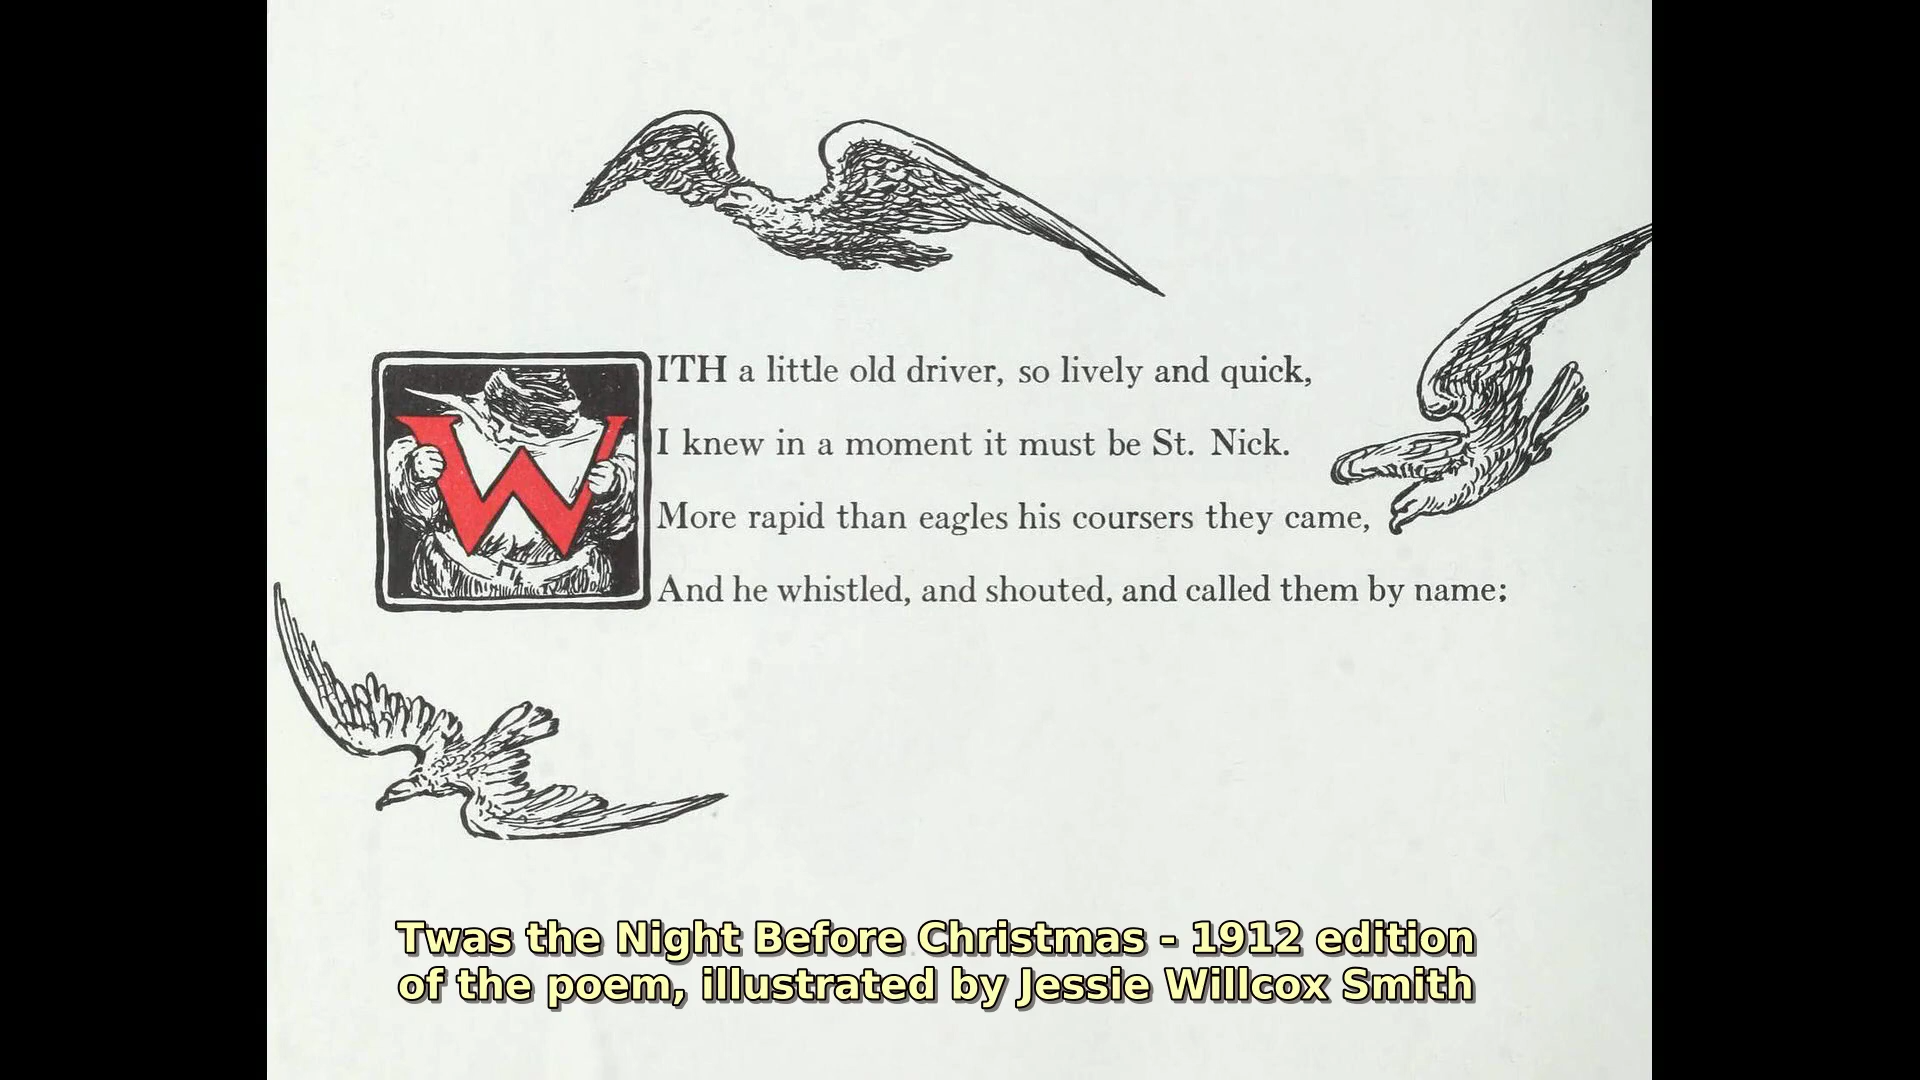 WITH a little old driver, so lively and quick,
I knew in a moment it must be St. Nick.
More rapid than eagles his coursers they came,
And he whistled, and shouted, and called them by name;
Twas the Night Before Christmas - 1912 edition
of the poem, illustrated by Jessie Willcox Smith